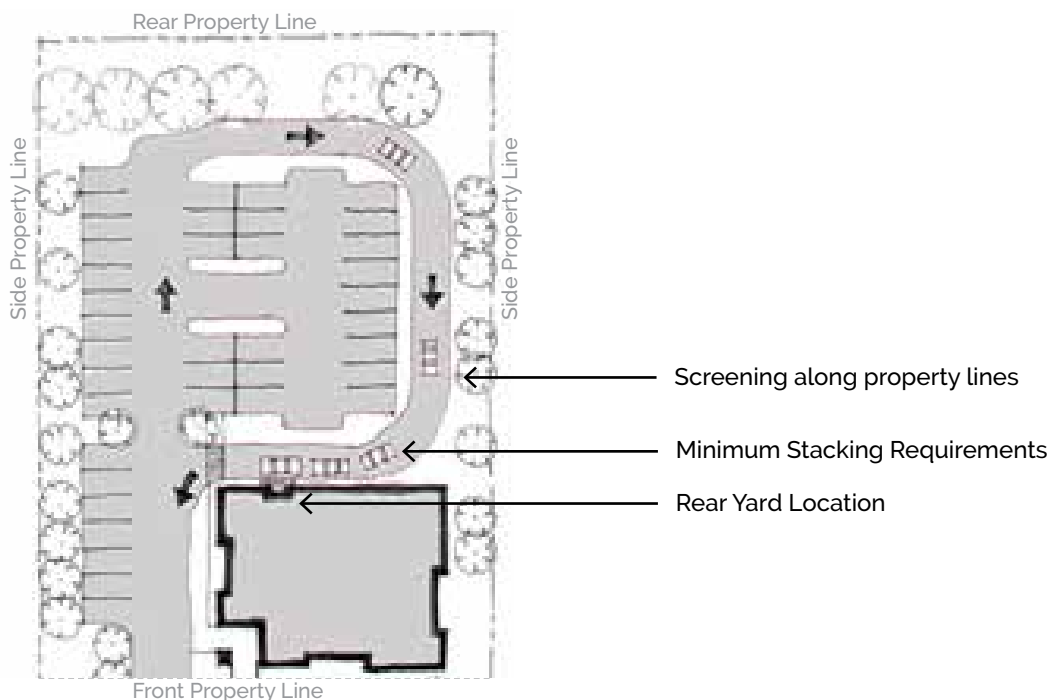 Rear Property Line
Side Property Line
Side Property Line
Screening along property lines
Minimum Stacking Requirements
Rear Yard Location
Front Property Line